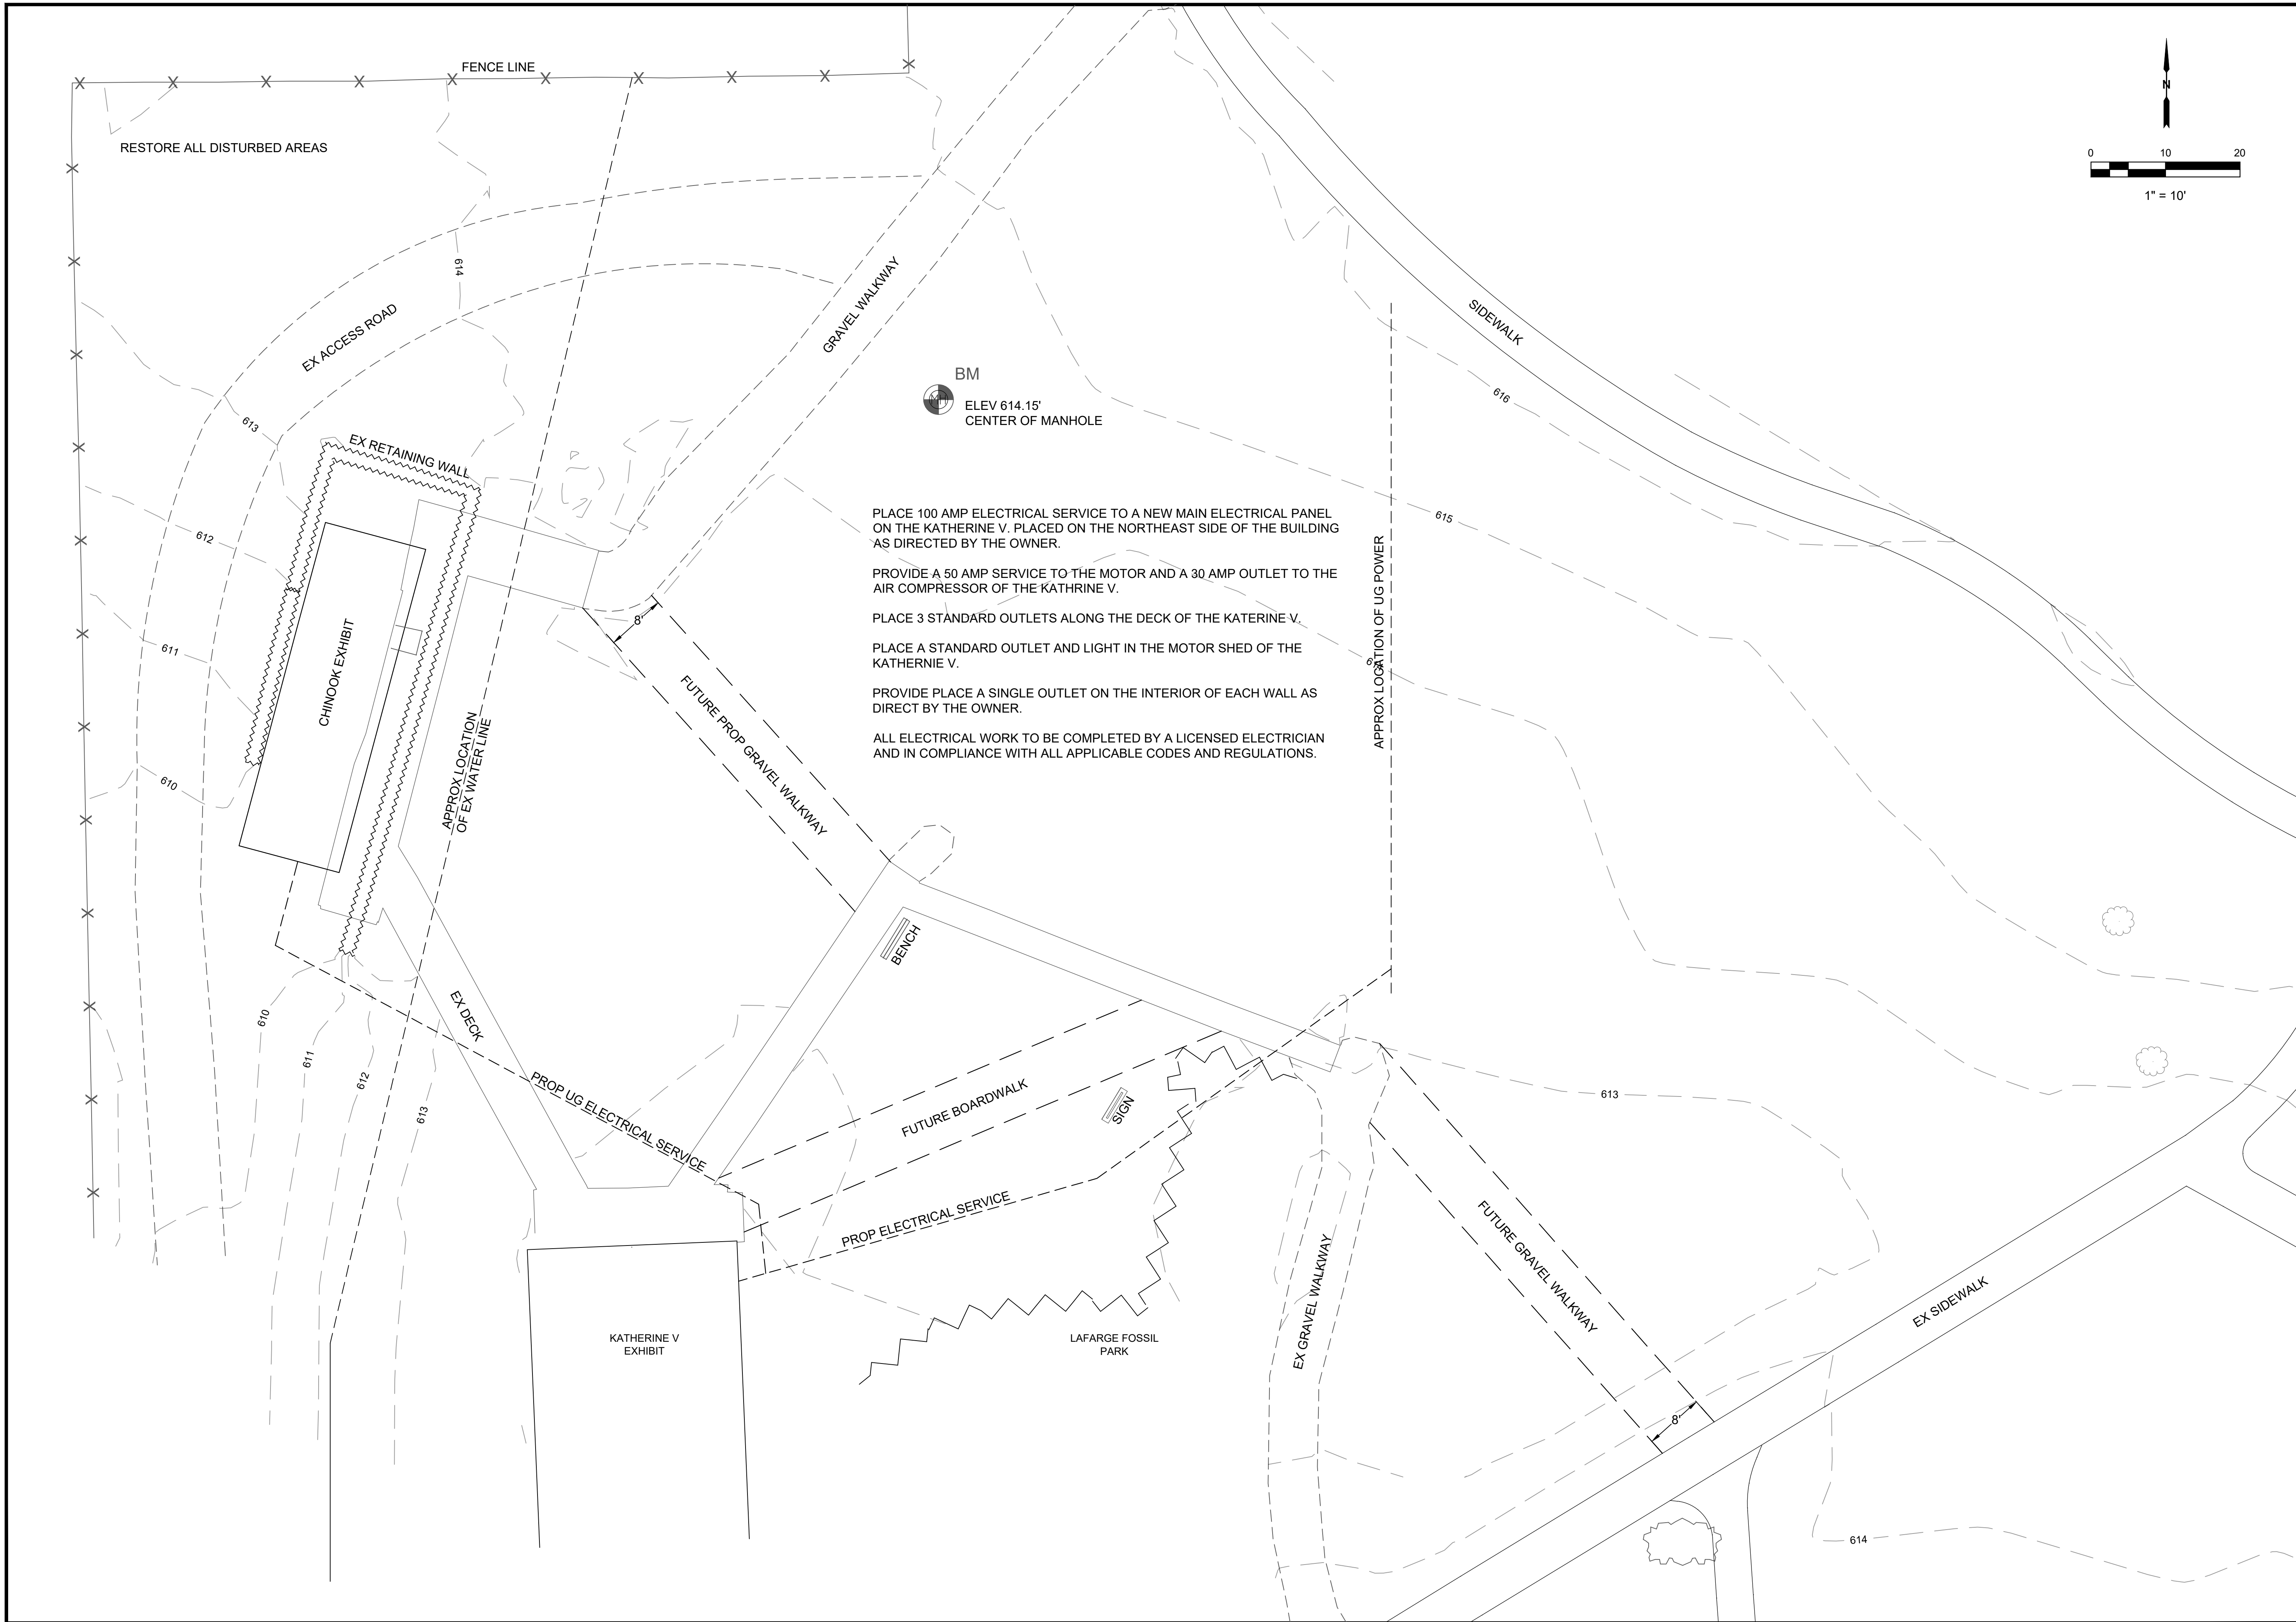 FENCE LINE
N
RESTORE ALL DISTURBED AREAS
0 10 20
1" = 10'
614
GRAVEL WALKWAY
EX ACCESS ROAD
SIDEWALK
BM
MH
ELEV 614.15'
CENTER OF MANHOLE
616
613
EX RETAINING WALL
PLACE 100 AMP ELECTRICAL SERVICE TO A NEW MAIN ELECTRICAL PANEL
ON THE KATHERINE V. PLACED ON THE NORTHEAST SIDE OF THE BUILDING
AS DIRECTED BY THE OWNER.
PROVIDE A 50 AMP SERVICE TO THE MOTOR AND A 30 AMP OUTLET TO THE
AIR COMPRESSOR OF THE KATHRINE V.
PLACE 3 STANDARD OUTLETS ALONG THE DECK OF THE KATERINE V.
PLACE A STANDARD OUTLET AND LIGHT IN THE MOTOR SHED OF THE
KATHERNIE V.
PROVIDE PLACE A SINGLE OUTLET ON THE INTERIOR OF EACH WALL AS
DIRECT BY THE OWNER.
ALL ELECTRICAL WORK TO BE COMPLETED BY A LICENSED ELECTRICIAN
AND IN COMPLIANCE WITH ALL APPLICABLE CODES AND REGULATIONS.
615
612
8'
611
CHINOOK EXHIBIT
APPROX LOCATION OF UG POWER
614
FUTURE PROP GRAVEL WALKWAY
APPROX LOCATION
OF EX WATER LINE
610
BENCH
EX DECK
610
611
612
613
PROP UG ELECTRICAL SERVICE
FUTURE BOARDWALK
SIGN
613
PROP ELECTRICAL SERVICE
FUTURE GRAVEL WALKWAY
EX GRAVEL WALKWAY
EX SIDEWALK
KATHERINE V
EXHIBIT
LAFARGE FOSSIL
PARK
8'
614